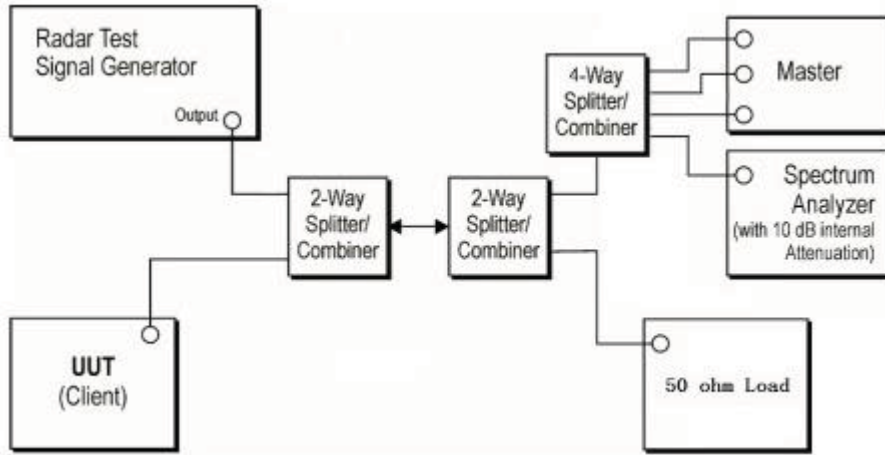 Radar Test
Signal Generator
Output
4-Way
Splitter/
Combiner
Master
2-Way
Splitter/
Combiner
2-Way
Splitter/
Combiner
Spectrum
Analyzer
(with 10 dB internal
Attenuation)
UUT
(Client)
50 ohm Load